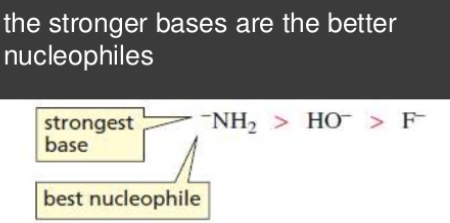 the stronger bases are the better
nucleophiles
strongest
base
⁻NH₂ > HO⁻ > F⁻
best nucleophile